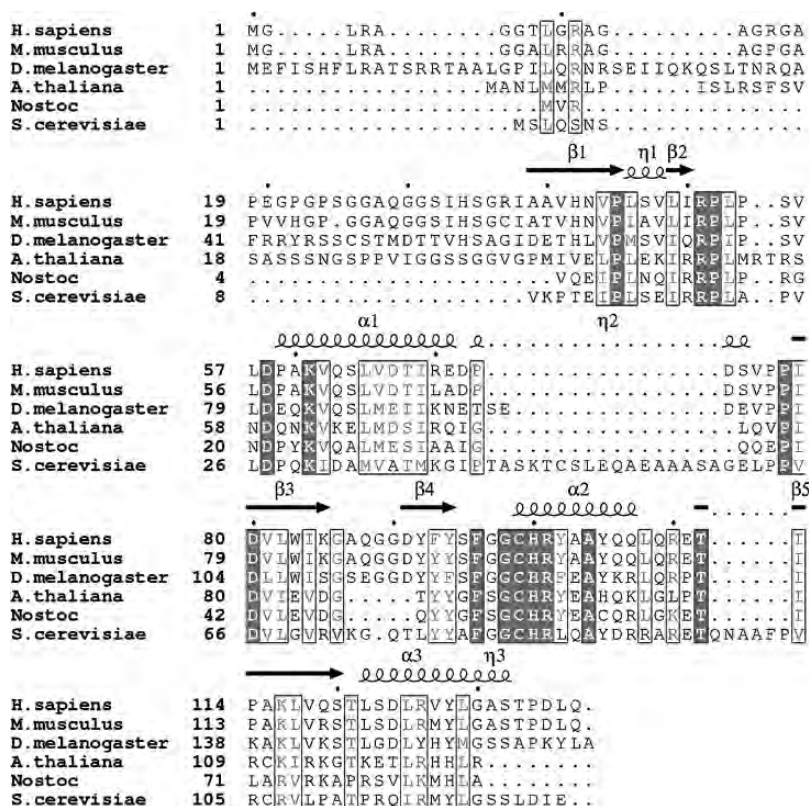 H.sapiens 1 MG.....LRA........GGTLGRAG.........AGRGA
M.musculus 1 MG.....LRA........GGALRRAG.........AGPGA
D.melanogaster 1 MEFISHFLRATSRRTAALGPILQRNRSEIIQKQSLTNRQA
A.thaliana 1 .................MANLMMRLP......ISLRSFSV
Nostoc 1 .....................MVR................
S.cerevisiae 1 ...................MSLQSNS..............
β1 η1 β2
H.sapiens 19 PEGPGPSGGAQGGSIHSGRIAAVHNVPLSVLIRPLP..SV
M.musculus 19 PVVHGP.GGAQGGSIHSGCIATVHNVPIAVLIRPLP..SV
D.melanogaster 41 FRRYRSSCSTMDTTVHSAGIDETHLVPMSVIQRPIP..SV
A.thaliana 18 SASSSNGSPPVIGGSSGGVGPMIVELPLEKIRRPLMRTRS
Nostoc 4 ......................VQEIPLNQIRRPLP..RG
S.cerevisiae 8 ....................VKPTEIPLSEIRRPLA..PV
α1 η2
H.sapiens 57 LDPAKVQSLVDTIREDP.................DSVPPI
M.musculus 56 LDPAKVQSLVDTILADP.................DSVPPI
D.melanogaster 79 LDEQKVQSLMETIKNETSE...............DEVPPI
A.thaliana 58 NDQNKVKELMDSIRQIG..................LQVPI
Nostoc 20 NDPYKVQALMESIAAIG..................QQEPI
S.cerevisiae 26 LDPQKIDAMVATMKGIPTASKTCSLEQAEAAASAGELPPV
β3 β4 α2 β5
H.sapiens 80 DVLWIKGAQGGDYFYSFGGCHRYAAYQQLQRET......I
M.musculus 79 DVLWIKGAQGGDYYYSFGGCHRYAAYQQLQRET......I
D.melanogaster 104 DLLWISGSEGGDYYFSFGGCHRFEAYKRLQRPT......I
A.thaliana 80 DVIEVDG....TYYGFSGCHRYEAHQKLGLPT......I
Nostoc 42 DVLEVDG....QYYGFSGCHRYEACQRLGKET......I
S.cerevisiae 66 DVLGVRVKG.QTLYYAFGGCHRLQAYDRRARETQNAAFPV
α3 η3
H.sapiens 114 PAKLVQSTLSDLRVYLGASTPDLQ.
M.musculus 113 PAKLVRSTLSDLRMYLGASTPDLQ.
D.melanogaster 138 KAKLVKSTLGDLYHYMGSSAPKYLA
A.thaliana 109 RCKIRKGTKETLRHHLR........
Nostoc 71 LARVRKAPRSVLKMHLA........
S.cerevisiae 105 RCRVLPATPRQIRMYLGSSLDIE..